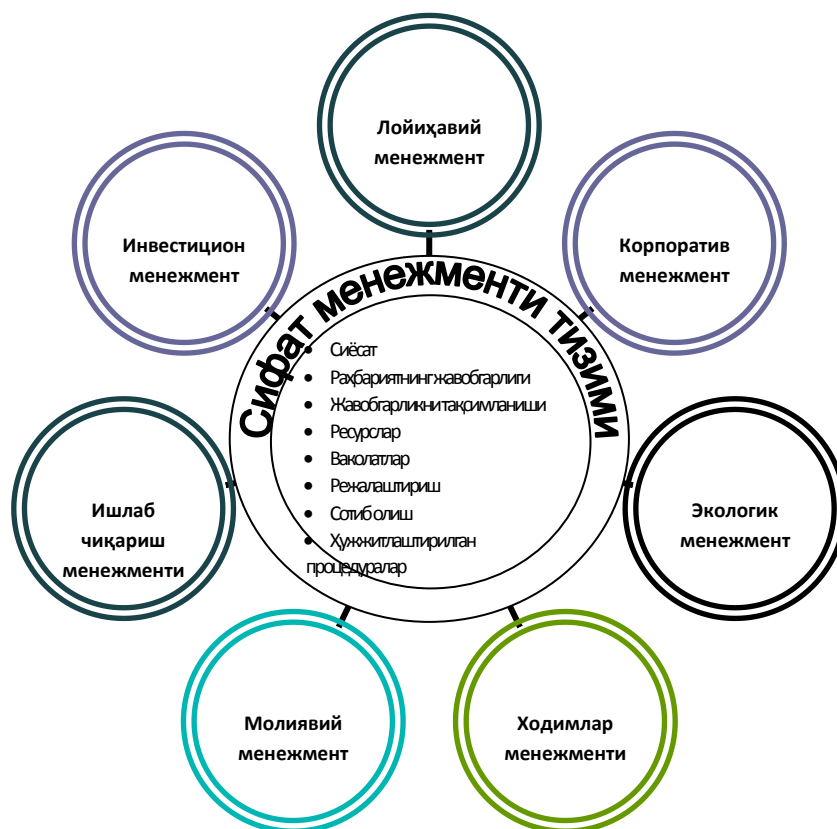 Лойиҳавий
менежмент
Инвестицион
менежмент
Корпоратив
менежмент
Сифат менежменти тизими
• Сиёсат
• Раҳбариятнинг жавобгарлиги
• Жавобгарликни тақсимланиши
• Ресурслар
• Ваколатлар
• Режалаштириш
• Сотиб олиш
• Ҳужжитлаштирилган
процедуралар
Ишлаб
чиқариш
менежменти
Экологик
менежмент
Молиявий
менежмент
Ходимлар
менежменти